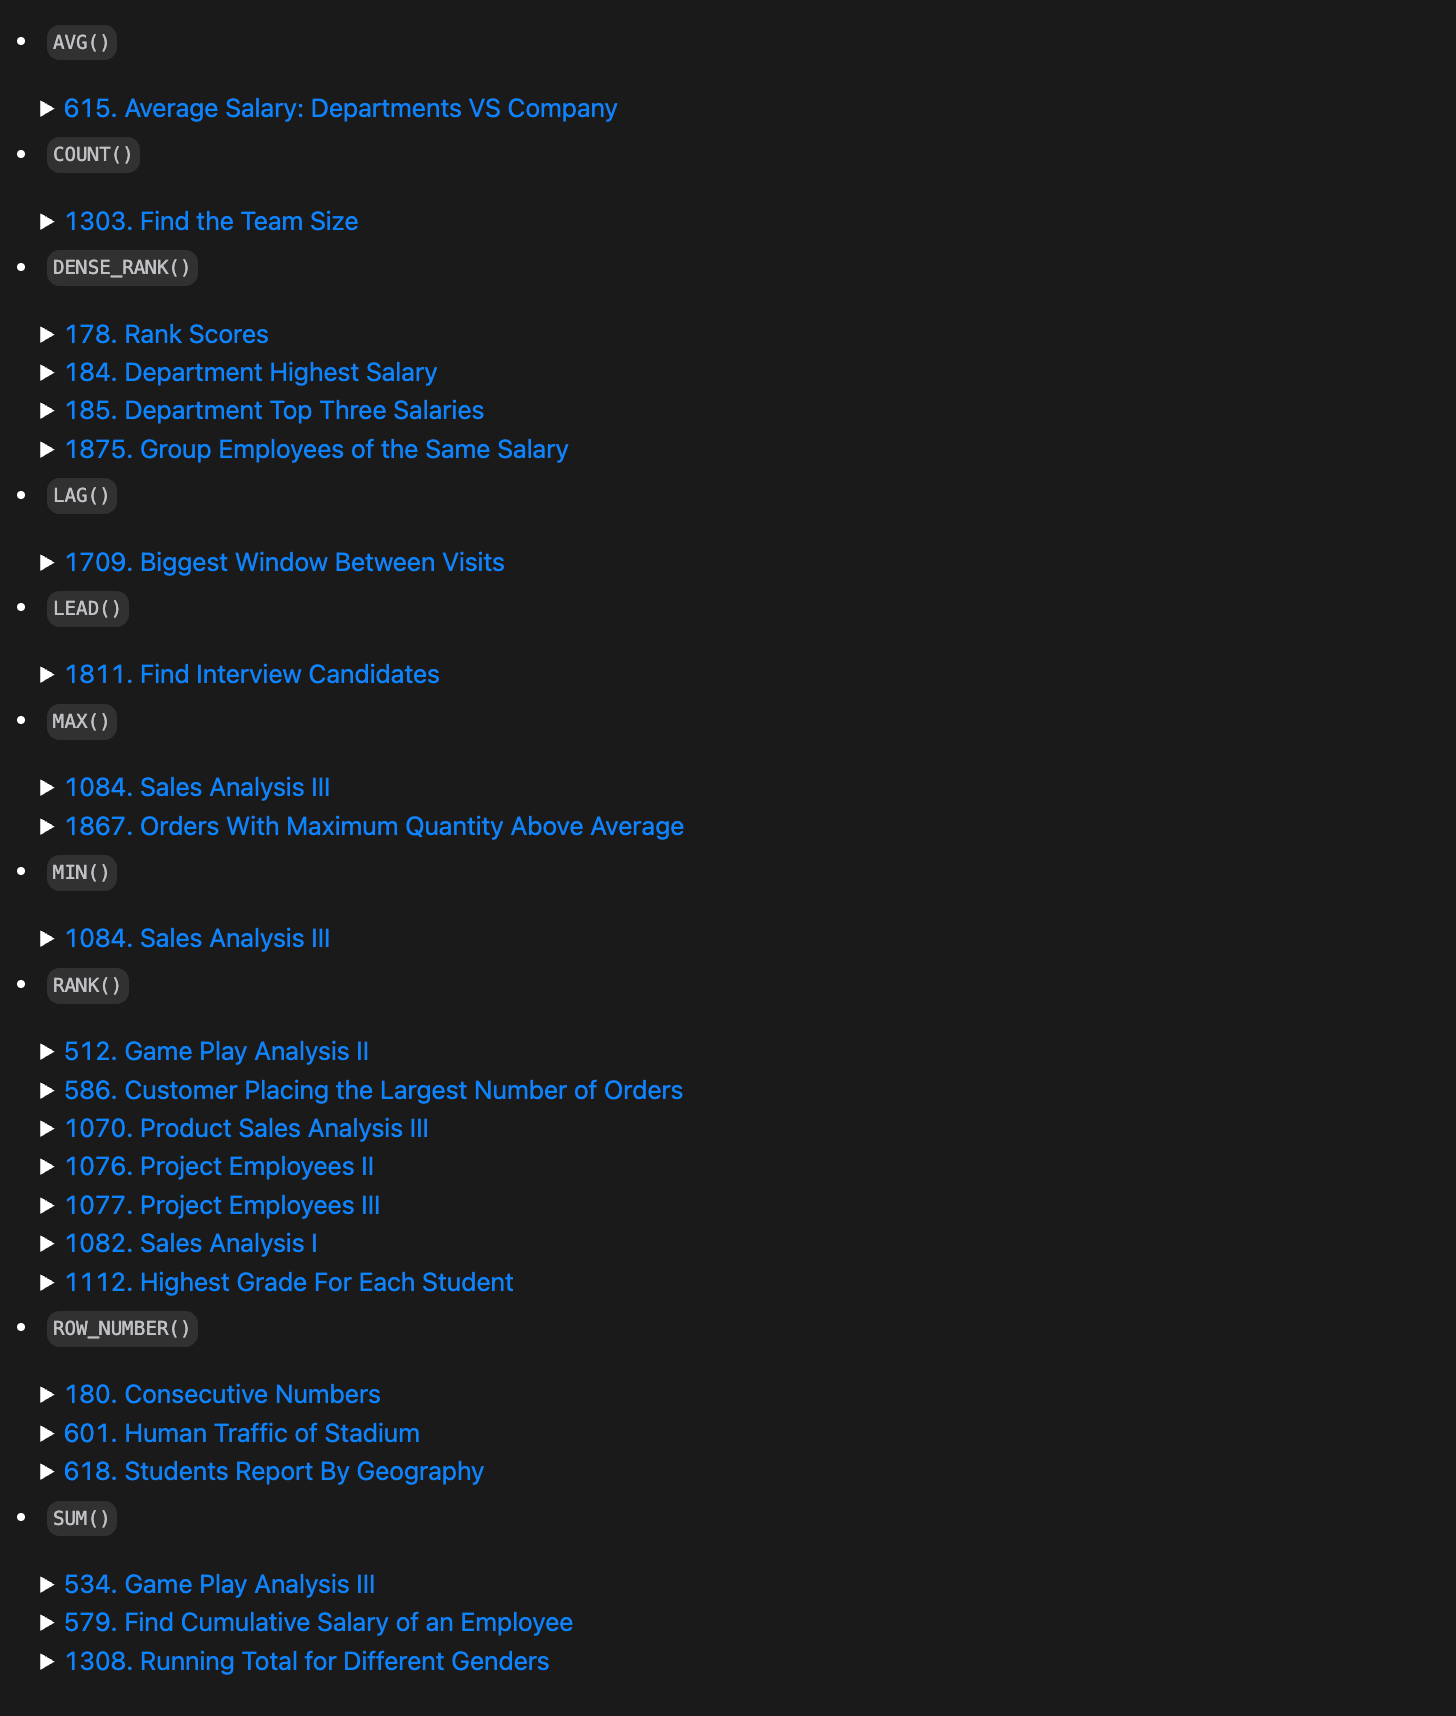 AVG()
615. Average Salary: Departments VS Company
COUNT()
1303. Find the Team Size
DENSE_RANK()
178. Rank Scores
184. Department Highest Salary
185. Department Top Three Salaries
1875. Group Employees of the Same Salary
LAG()
1709. Biggest Window Between Visits
LEAD()
1811. Find Interview Candidates
MAX()
1084. Sales Analysis III
1867. Orders With Maximum Quantity Above Average
MIN()
1084. Sales Analysis III
RANK()
512. Game Play Analysis II
586. Customer Placing the Largest Number of Orders
1070. Product Sales Analysis III
1076. Project Employees II
1077. Project Employees III
1082. Sales Analysis I
1112. Highest Grade For Each Student
ROW_NUMBER()
180. Consecutive Numbers
601. Human Traffic of Stadium
618. Students Report By Geography
SUM()
534. Game Play Analysis III
579. Find Cumulative Salary of an Employee
1308. Running Total for Different Genders